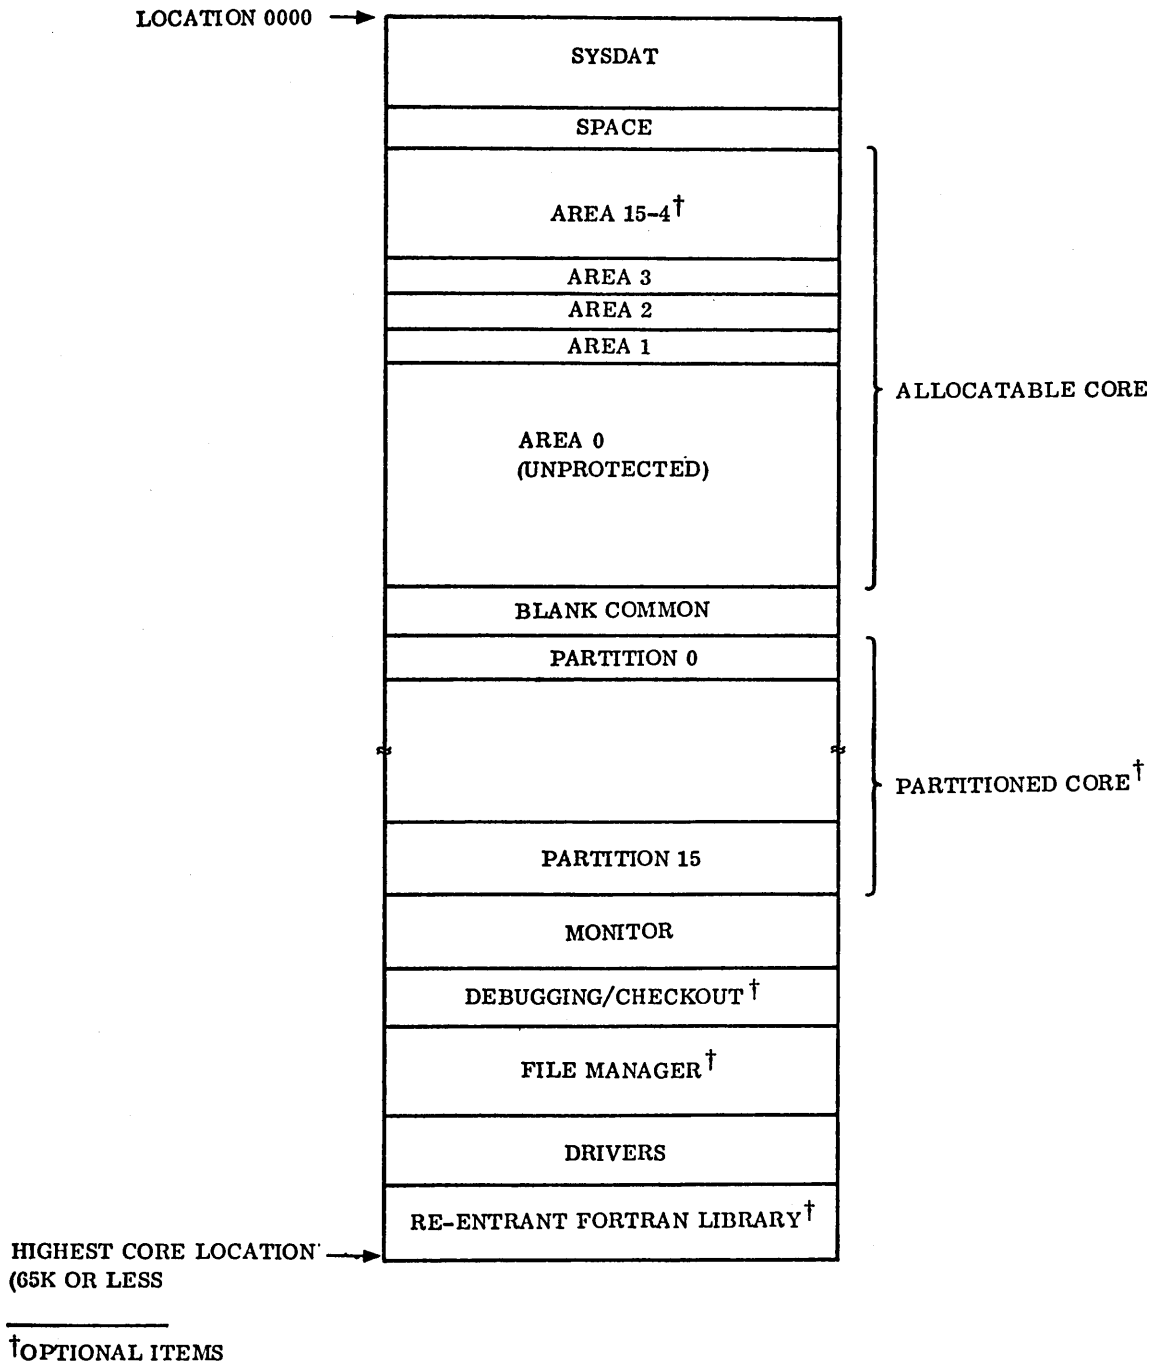 LOCATION 0000
SYSDAT
SPACE
AREA 15-4†
AREA 3
AREA 2
AREA 1
ALLOCATABLE CORE
AREA 0
(UNPROTECTED)
BLANK COMMON
PARTITION 0
PARTITIONED CORE†
PARTITION 15
MONITOR
DEBUGGING/CHECKOUT†
FILE MANAGER†
DRIVERS
RE-ENTRANT FORTRAN LIBRARY†
HIGHEST CORE LOCATION
(65K OR LESS
†OPTIONAL ITEMS